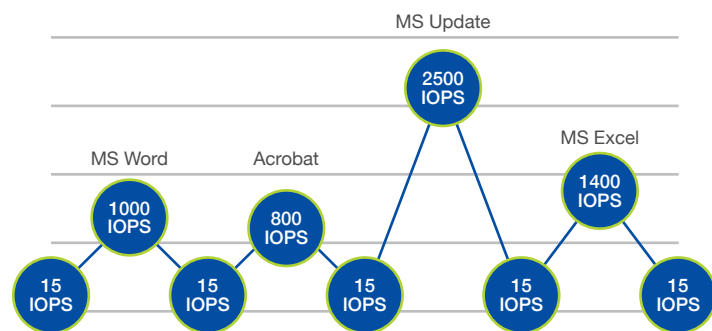 MS Update
2500
IOPS
MS Word
Acrobat
MS Excel
1000
IOPS
800
IOPS
1400
IOPS
15
IOPS
15
IOPS
15
IOPS
15
IOPS
15
IOPS